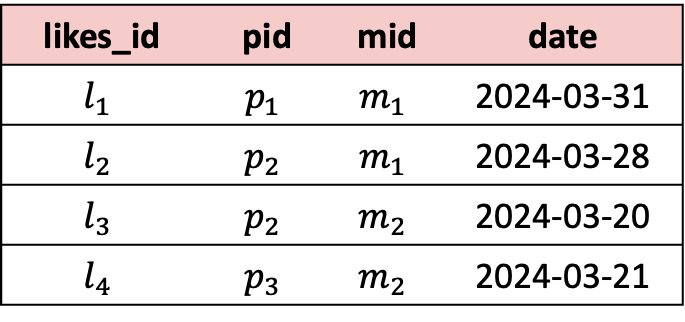 likes_id pid mid date
l₁ p₁ m₁ 2024-03-31
l₂ p₂ m₁ 2024-03-28
l₃ p₂ m₂ 2024-03-20
l₄ p₃ m₂ 2024-03-21